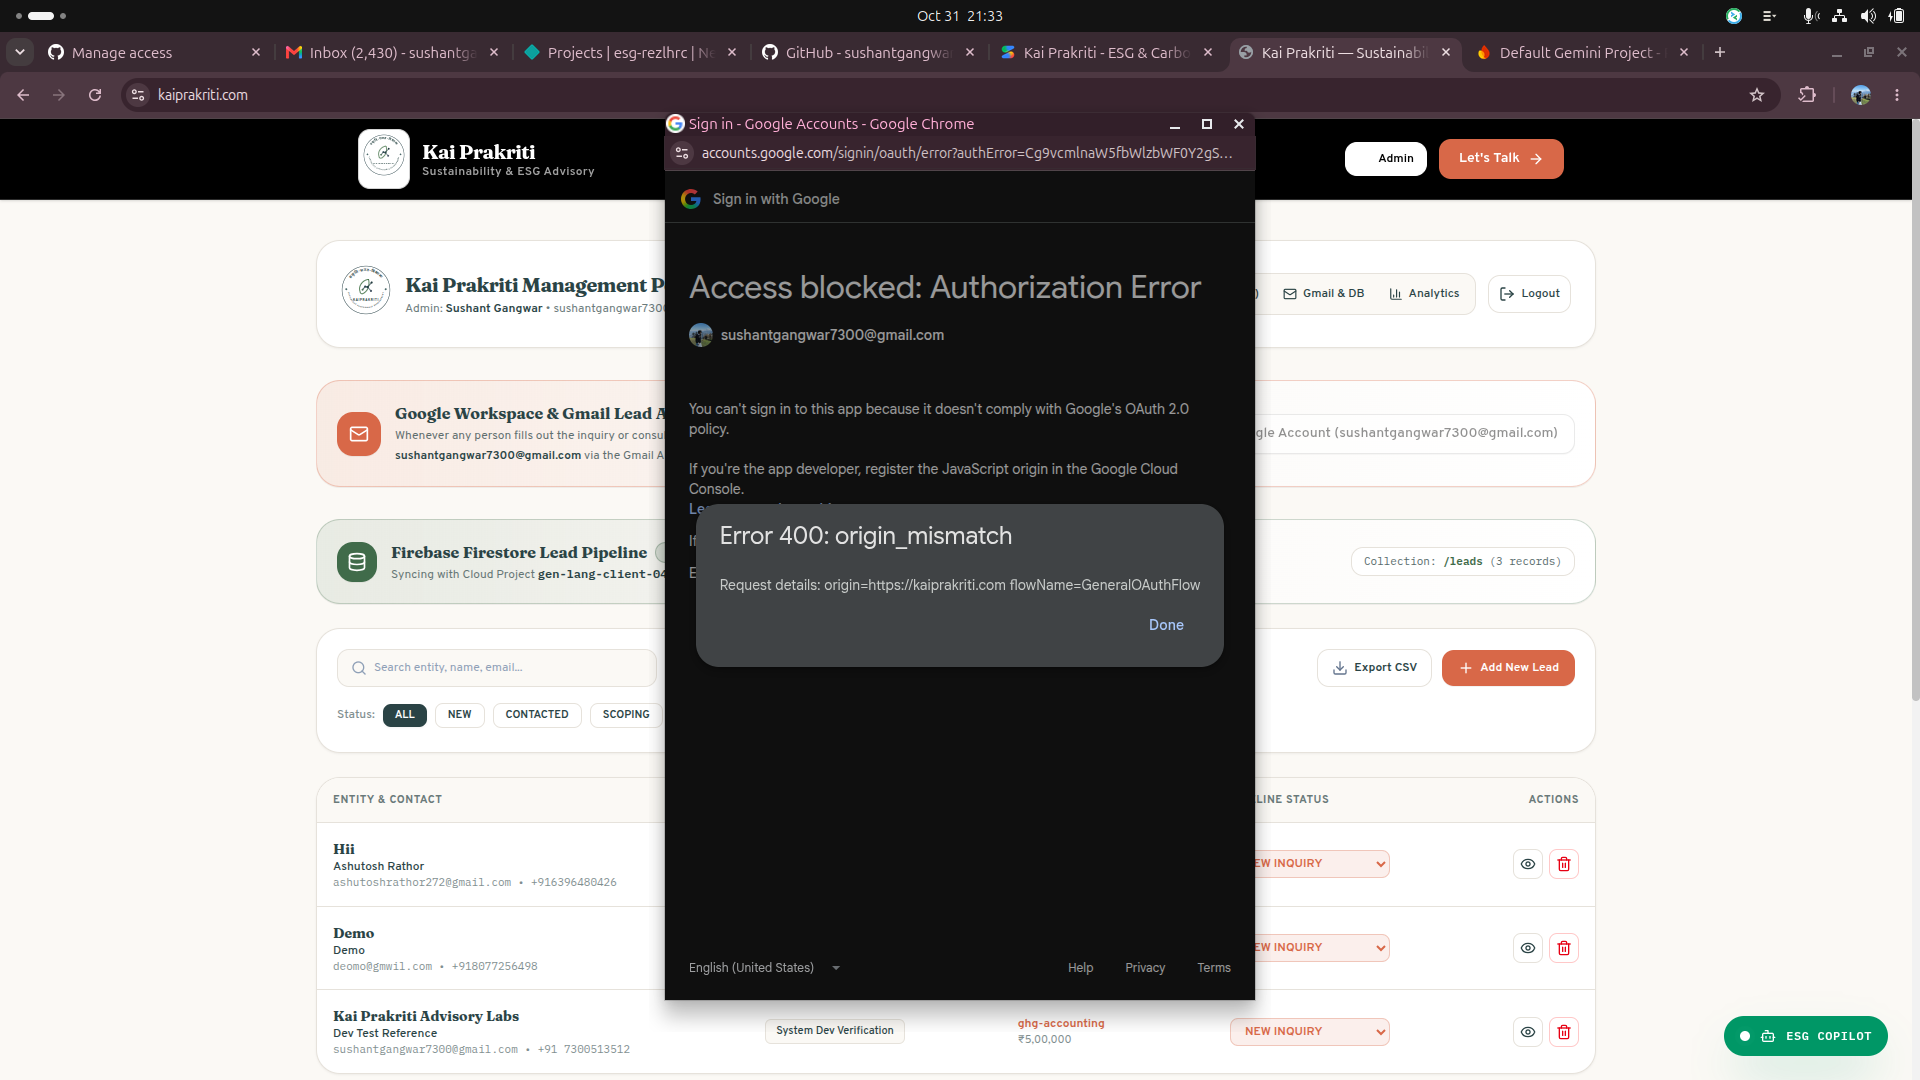 Oct 31 21:33
Manage access
Inbox (2,430) - sushantga
Projects | esg-rezlhrc | Ne
GitHub - sushantgangwa
Kai Prakriti - ESG & Carbo
Kai Prakriti — Sustainabil
Default Gemini Project -
kaiprakriti.com
Sign in - Google Accounts - Google Chrome
accounts.google.com/signin/oauth/error?authError=Cg9vcmlnaW5fbWlzbWF0Y2gS...
Kai Prakriti
Sustainability & ESG Advisory
Admin
Let's Talk
Sign in with Google
Access blocked: Authorization Error
sushantgangwar7300@gmail.com
You can't sign in to this app because it doesn't comply with Google's OAuth 2.0
policy.
If you're the app developer, register the JavaScript origin in the Google Cloud
Console.
Error 400: origin_mismatch
Request details: origin=https://kaiprakriti.com flowName=GeneralOAuthFlow
Done
English (United States)
Help
Privacy
Terms
Kai Prakriti Management P
Admin: Sushant Gangwar • sushantgangwar730
Gmail & DB
Analytics
Logout
Google Workspace & Gmail Lead A
Whenever any person fills out the inquiry or consu
sushantgangwar7300@gmail.com via the Gmail A
gle Account (sushantgangwar7300@gmail.com)
Firebase Firestore Lead Pipeline
Syncing with Cloud Project gen-lang-client-04
Collection: /leads (3 records)
Search entity, name, email...
Export CSV
Add New Lead
Status:
ALL
NEW
CONTACTED
SCOPING
ENTITY & CONTACT
LINE STATUS
ACTIONS
Hii
Ashutosh Rathor
ashutoshrathor272@gmail.com • +916396480426
EW INQUIRY
Demo
Demo
deomo@gmwil.com • +918077256498
EW INQUIRY
Kai Prakriti Advisory Labs
Dev Test Reference
sushantgangwar7300@gmail.com • +91 7300513512
System Dev Verification
ghg-accounting
₹5,00,000
NEW INQUIRY
ESG COPILOT